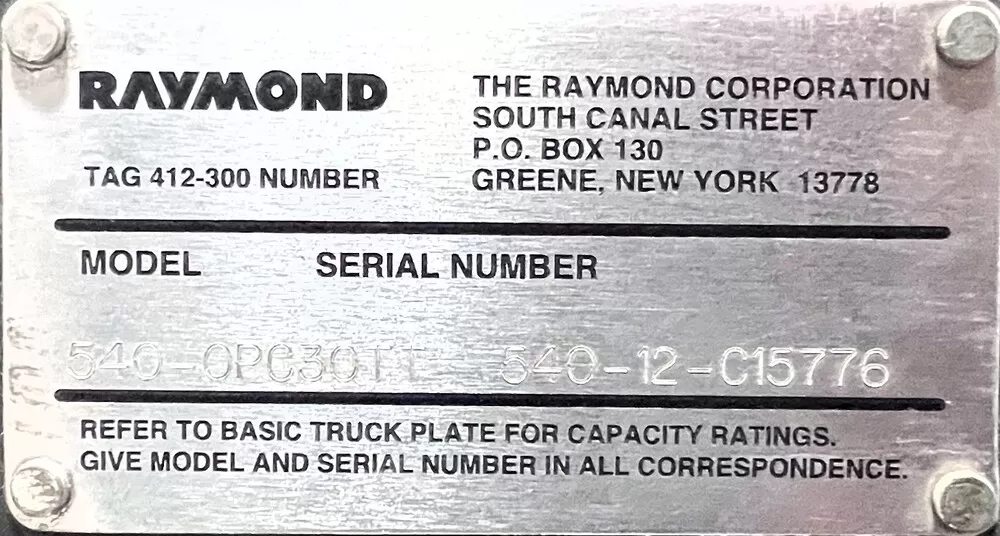 RAYMOND
THE RAYMOND CORPORATION
SOUTH CANAL STREET
P.O. BOX 130
GREENE, NEW YORK 13778
TAG 412-300 NUMBER
MODEL SERIAL NUMBER
540-OPC30TT 540-12-C15776
REFER TO BASIC TRUCK PLATE FOR CAPACITY RATINGS.
GIVE MODEL AND SERIAL NUMBER IN ALL CORRESPONDENCE.